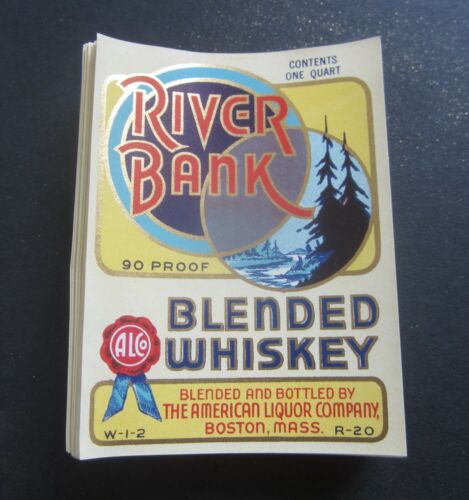 CONTENTS
ONE QUART
RIVER
BANK
90 PROOF
BLENDED
WHISKEY
ALCO
BLENDED AND BOTTLED BY
THE AMERICAN LIQUOR COMPANY,
BOSTON, MASS.
W-1-2 R-20